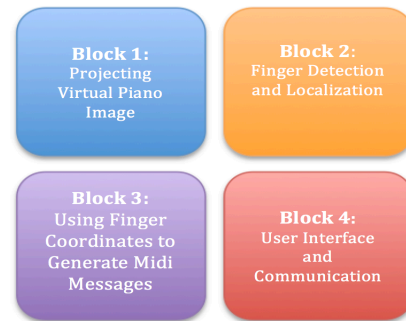 Block 1:
Projecting
Virtual Piano
Image
Block 2:
Finger Detection
and Localization
Block 3:
Using Finger
Coordinates to
Generate Midi
Messages
Block 4:
User Interface
and
Communication